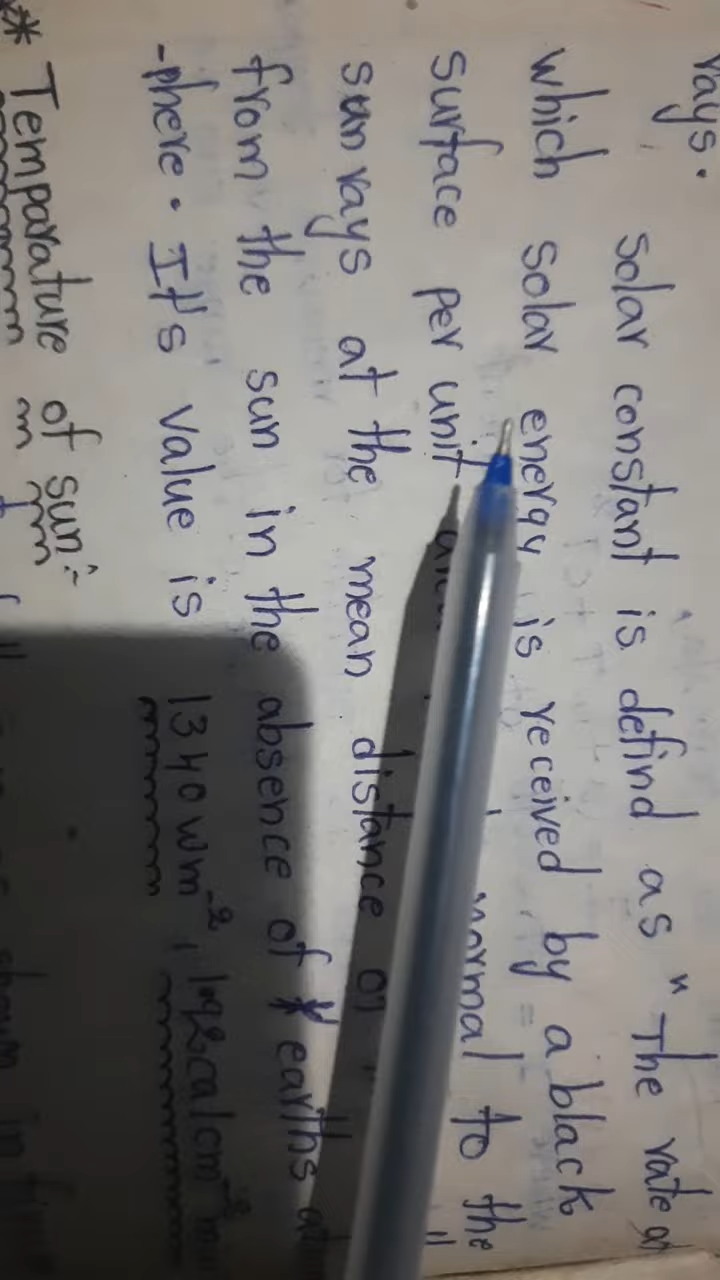 rays.
Solar constant is defind as " The rate at
which solar energy is received by a black
surface per unit normal to the
sun rays at the mean distance of
from the sun in the absence of earths
-phere. It's value is 1340 wm⁻²,
** Temparature of sun:-